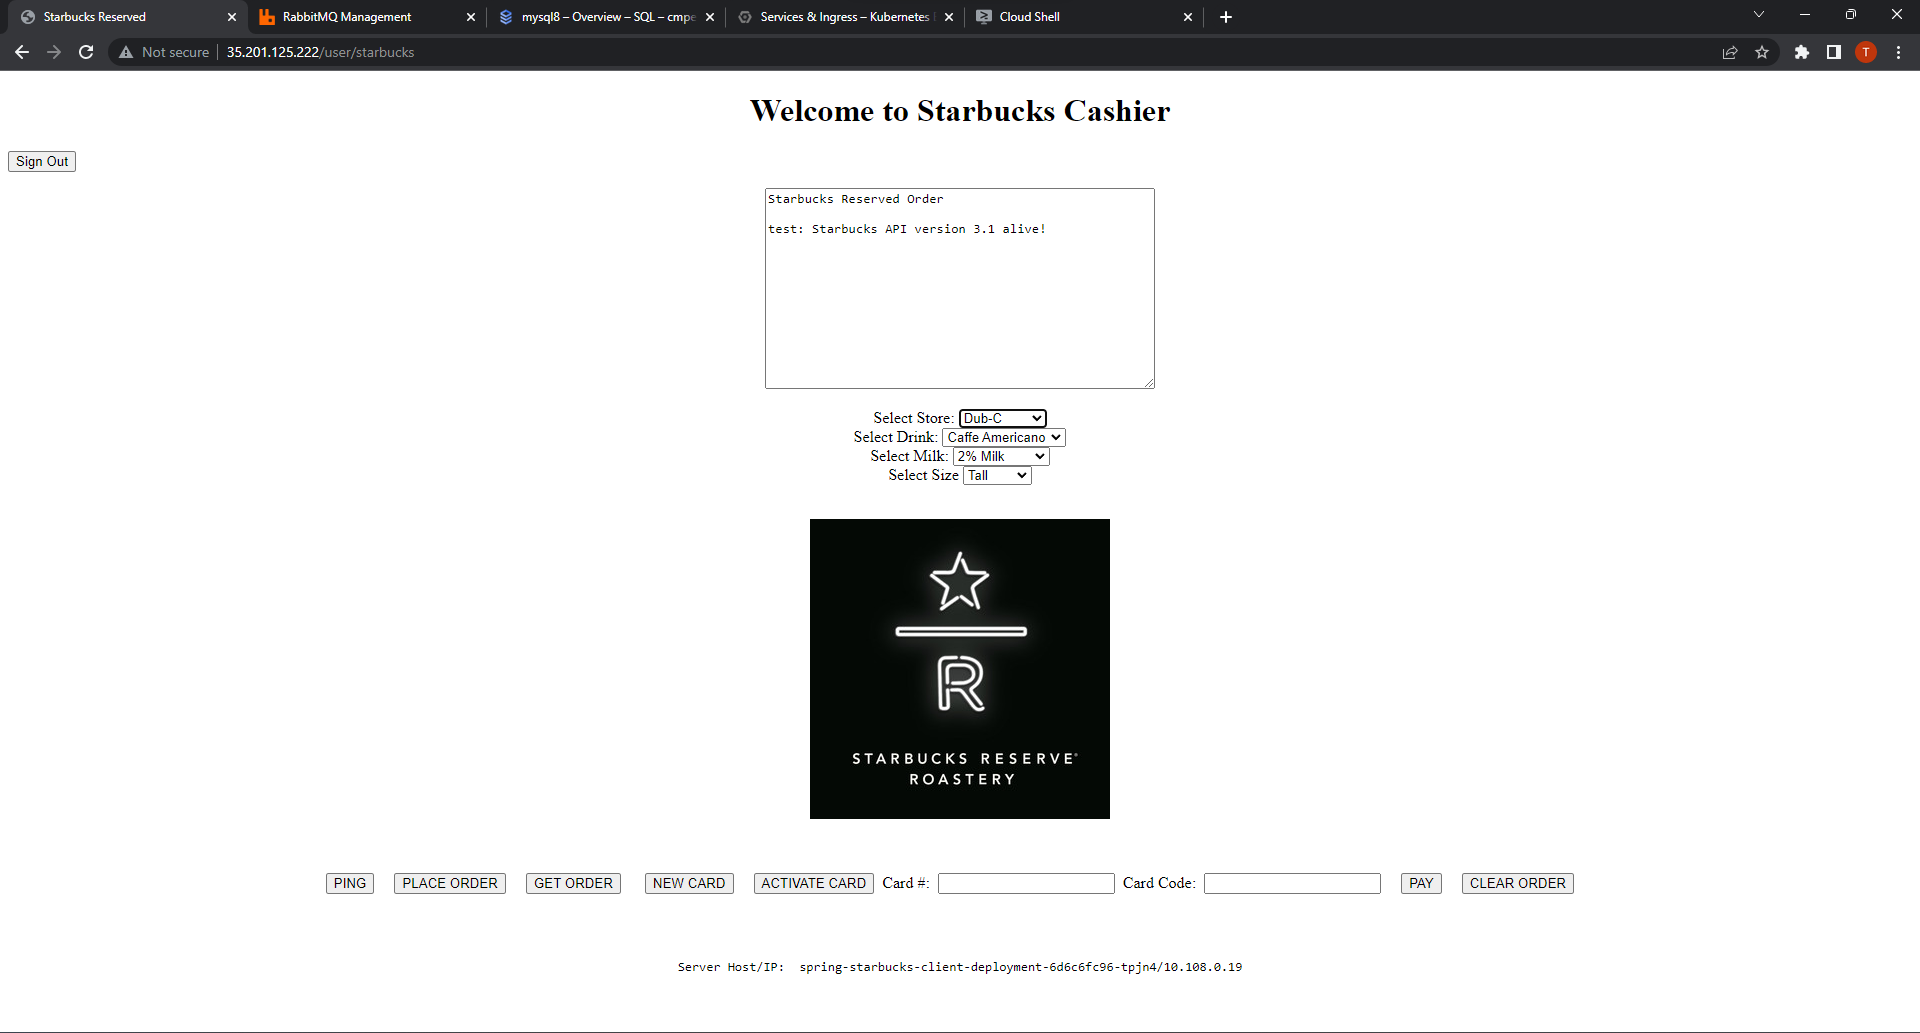 Starbucks Reserved
RabbitMQ Management
mysql8 – Overview – SQL – cmpe
Services & Ingress – Kubernetes
Cloud Shell
Not secure 35.201.125.222/user/starbucks
T
Welcome to Starbucks Cashier
Sign Out
Starbucks Reserved Order
test: Starbucks API version 3.1 alive!
Select Store: Dub-C
Select Drink: Caffe Americano
Select Milk: 2% Milk
Select Size Tall
R
STARBUCKS RESERVE
ROASTERY
PING PLACE ORDER GET ORDER NEW CARD ACTIVATE CARD Card #: Card Code: PAY CLEAR ORDER
Server Host/IP: spring-starbucks-client-deployment-6d6c6fc96-tpjn4/10.108.0.19